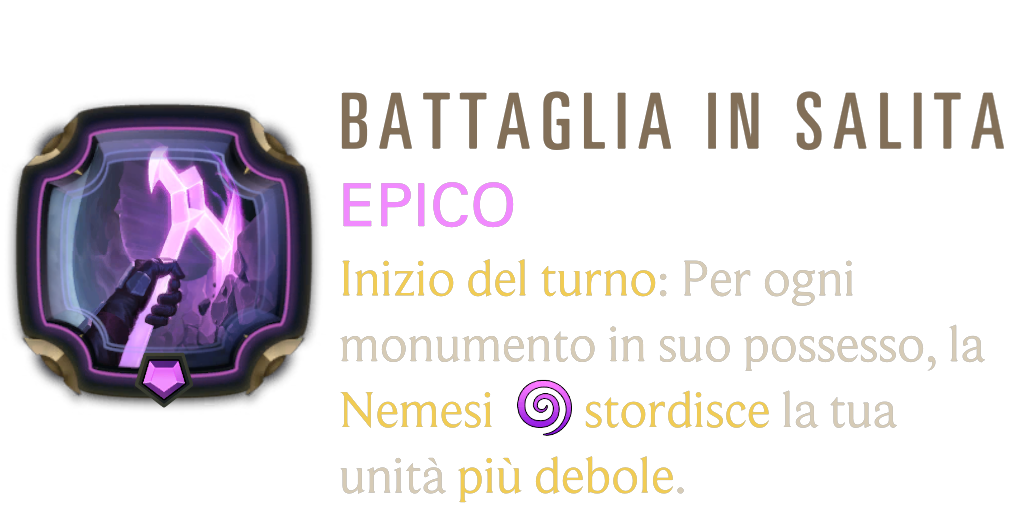 BATTAGLIA IN SALITA
EPICO
Inizio del turno: Per ogni
monumento in suo possesso, la
Nemesi stordisce la tua
unità più debole.